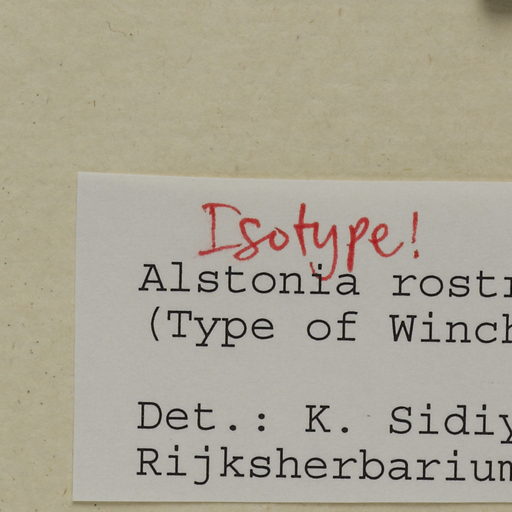 Isotype!
Alstonia rostr
(Type of Winch
Det.: K. Sidiy
Rijksherbarium